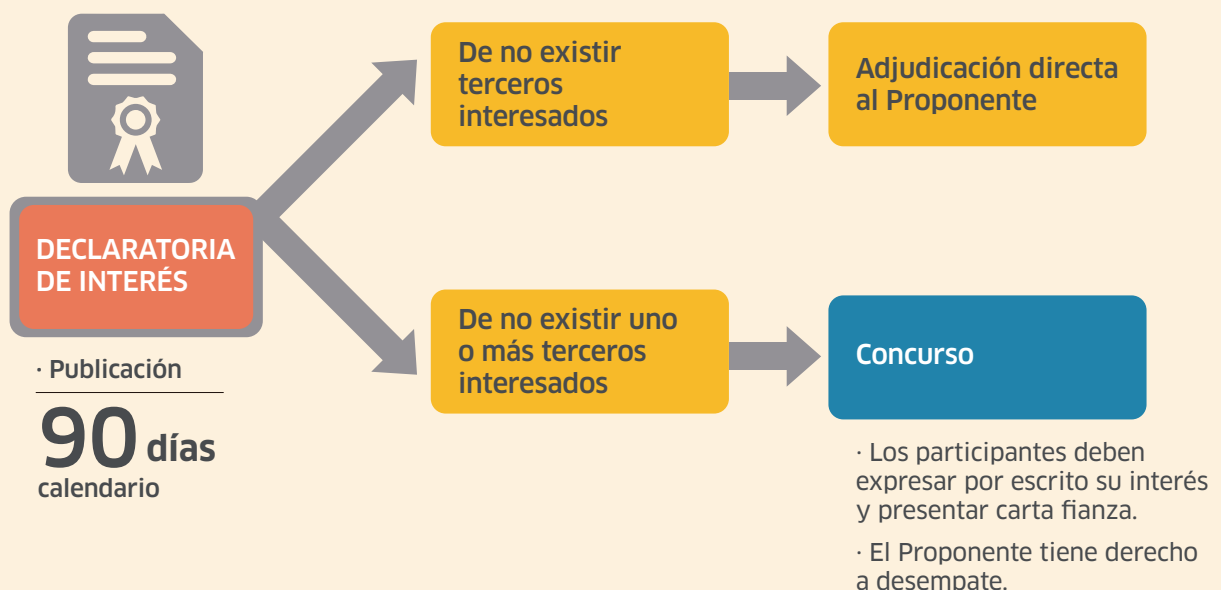 DECLARATORIA
DE INTERÉS
· Publicación
90 días
calendario
De no existir
terceros
interesados
Adjudicación directa
al Proponente
De no existir uno
o más terceros
interesados
Concurso
· Los participantes deben
expresar por escrito su interés
y presentar carta fianza.
· El Proponente tiene derecho
a desempate.